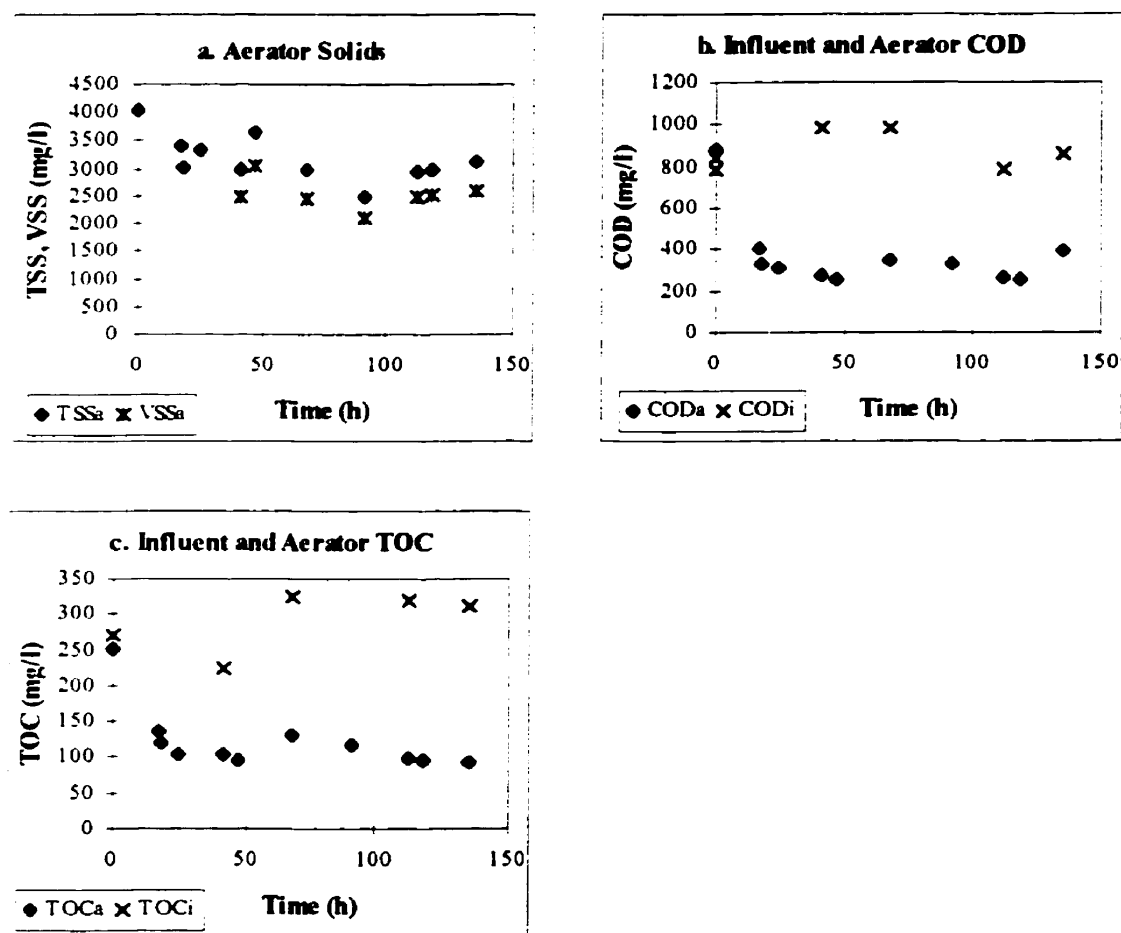 a. Aerator Solids
TSS, VSS (mg/l)
4500
4000
3500
3000
2500
2000
1500
1000
500
0
0 50 100 150
Time (h)
TSSa VSSa
b. Influent and Aerator COD
COD (mg/l)
1200
1000
800
600
400
200
0
0 50 100 150
Time (h)
CODa CODi
c. Influent and Aerator TOC
TOC (mg/l)
350
300
250
200
150
100
50
0
0 50 100 150
Time (h)
TOCa TOCi